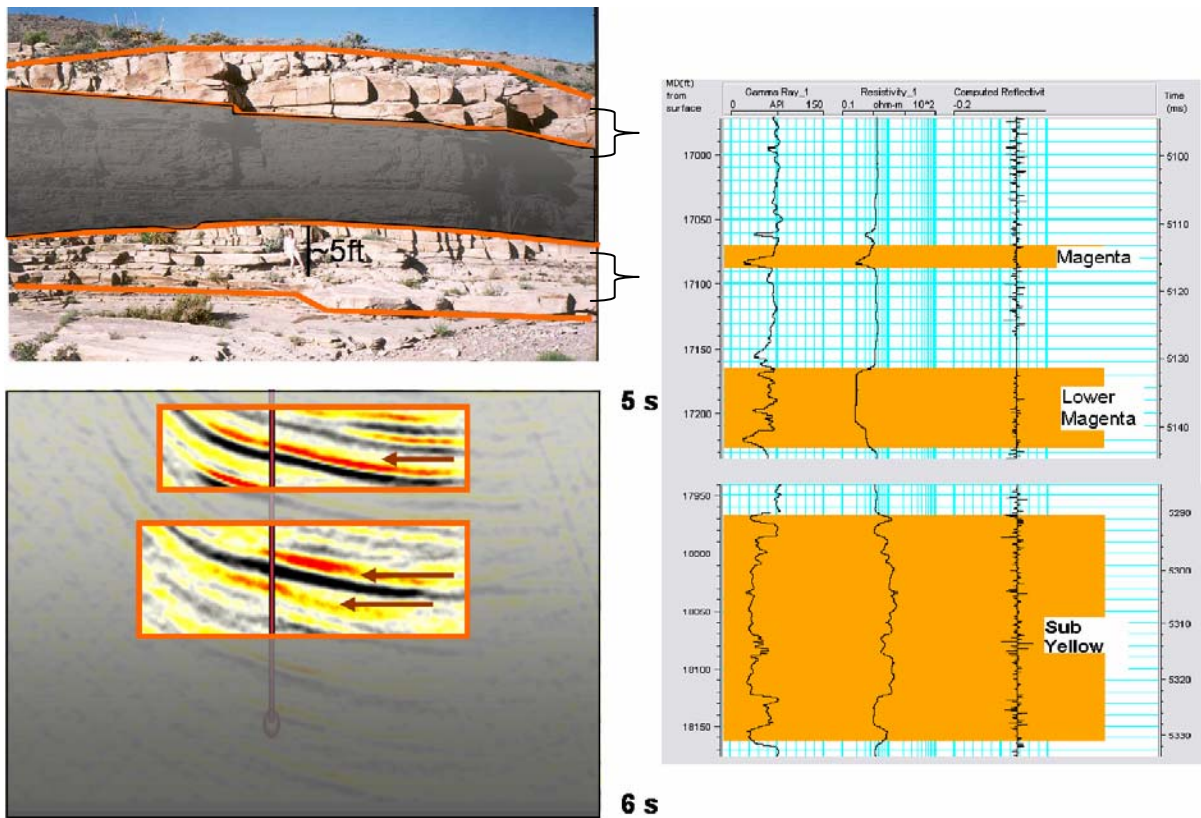 ~5ft
5 s
6 s
MD(ft)
from
surface
Gamma Ray_1
0 API 150
Resistivity_1
0.1 ohm-m 10^2
Computed Reflectivit
-0.2
Time
(ms)
17000
17050
17100
17150
17200
5100
5110
5120
5130
5140
Magenta
Lower
Magenta
17950
18000
18050
18100
18150
5290
5300
5310
5320
5330
Sub
Yellow